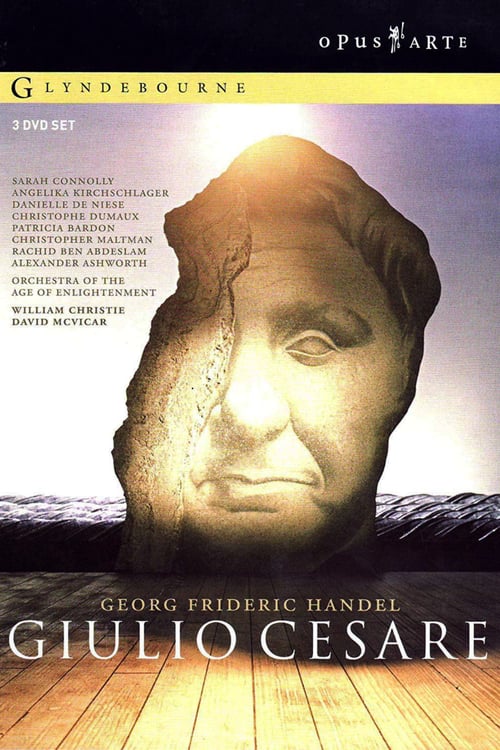 OPUS ARTE
GLYNDEBOURNE
3 DVD SET
SARAH CONNOLLY
ANGELIKA KIRCHSCHLAGER
DANIELLE DE NIESE
CHRISTOPHE DUMAUX
PATRICIA BARDON
CHRISTOPHER MALTMAN
RACHID BEN ABDESLAM
ALEXANDER ASHWORTH
ORCHESTRA OF THE
AGE OF ENLIGHTENMENT
WILLIAM CHRISTIE
DAVID MCVICAR
GEORG FRIDERIC HANDEL
GIULIO CESARE